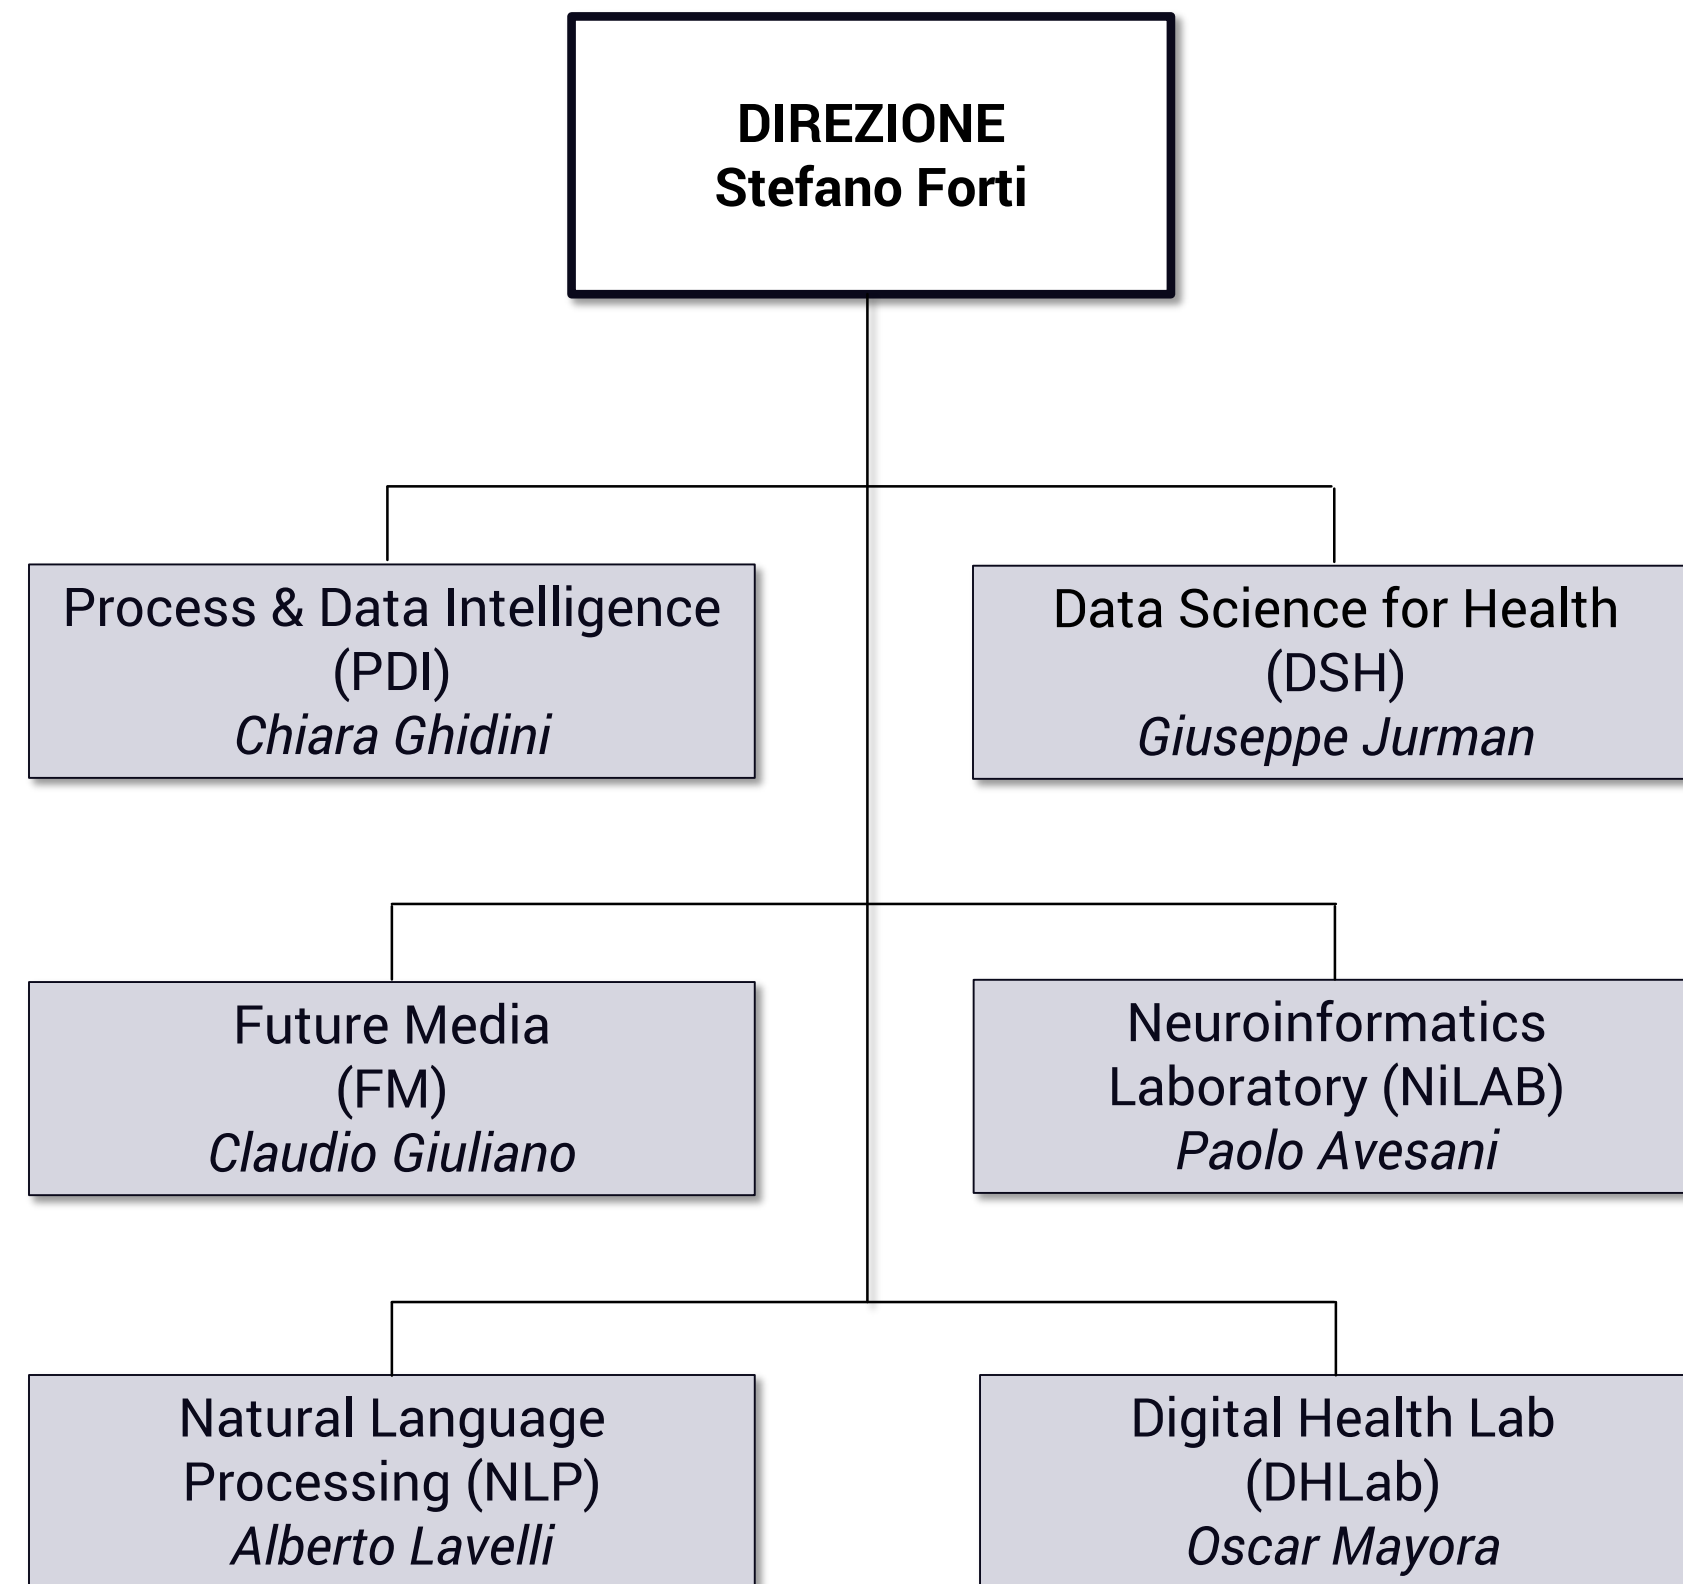 DIREZIONE
Stefano Forti
Process & Data Intelligence
(PDI)
Chiara Ghidini
Data Science for Health
(DSH)
Giuseppe Jurman
Future Media
(FM)
Claudio Giuliano
Neuroinformatics
Laboratory (NiLAB)
Paolo Avesani
Natural Language
Processing (NLP)
Alberto Lavelli
Digital Health Lab
(DHLab)
Oscar Mayora